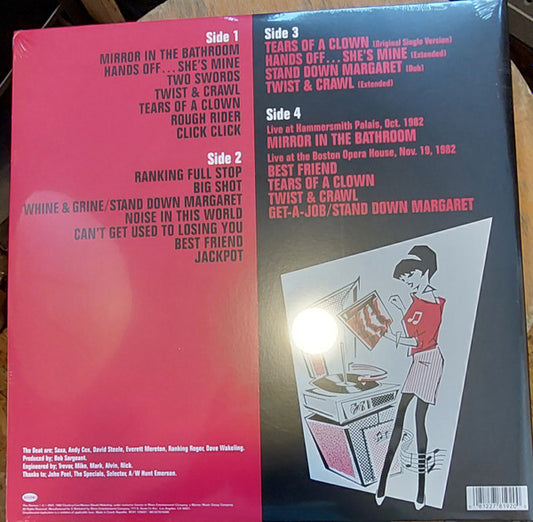 Side 1
MIRROR IN THE BATHROOM
HANDS OFF...SHE'S MINE
TWO SWORDS
TWIST & CRAWL
TEARS OF A CLOWN
ROUGH RIDER
CLICK CLICK
Side 2
RANKING FULL STOP
BIG SHOT
WHINE & GRINE/STAND DOWN MARGARET
NOISE IN THIS WORLD
CAN'T GET USED TO LOSING YOU
BEST FRIEND
JACKPOT
Side 3
TEARS OF A CLOWN (Original Single Version)
HANDS OFF...SHE'S MINE (Extended)
STAND DOWN MARGARET (Dub)
TWIST & CRAWL (Extended)
Side 4
Live at Hammersmith Palais, Oct. 1982
MIRROR IN THE BATHROOM
Live at the Boston Opera House, Nov. 19, 1982
BEST FRIEND
TEARS OF A CLOWN
TWIST & CRAWL
GET-A-JOB/STAND DOWN MARGARET
The Beat are: Saxa, Andy Cox, David Steele, Everett Moreton, Ranking Roger, Dave Wakeling.
Produced by: Bob Sargeant.
Engineered by: Trevor, Mike, Mark, Alvin, Nick.
Thanks to: John Peel, The Specials, Selecter, A/W Hunt Emerson.